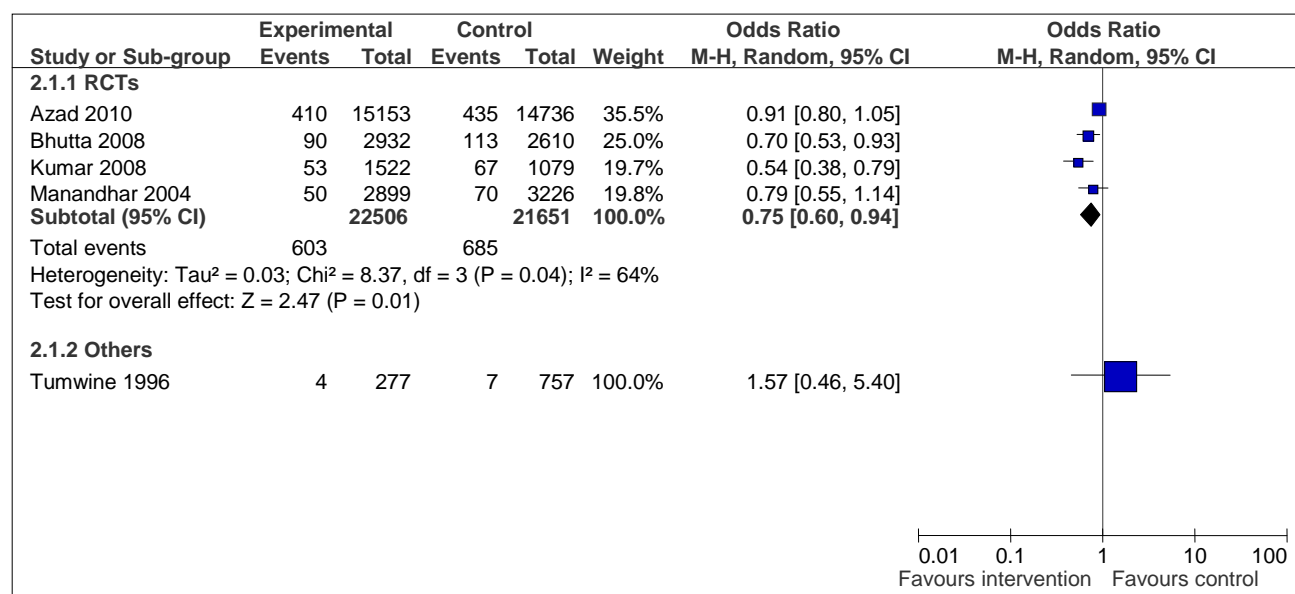 Experimental Control Odds Ratio Odds Ratio
Study or Sub-group Events Total Events Total Weight M-H, Random, 95% CI M-H, Random, 95% CI
2.1.1 RCTs
Azad 2010 410 15153 435 14736 35.5% 0.91 [0.80, 1.05]
Bhutta 2008 90 2932 113 2610 25.0% 0.70 [0.53, 0.93]
Kumar 2008 53 1522 67 1079 19.7% 0.54 [0.38, 0.79]
Manandhar 2004 50 2899 70 3226 19.8% 0.79 [0.55, 1.14]
Subtotal (95% CI) 22506 21651 100.0% 0.75 [0.60, 0.94]
Total events 603 685
Heterogeneity: Tau² = 0.03; Chi² = 8.37, df = 3 (P = 0.04); I² = 64%
Test for overall effect: Z = 2.47 (P = 0.01)
2.1.2 Others
Tumwine 1996 4 277 7 757 100.0% 1.57 [0.46, 5.40]
0.01 0.1 1 10 100
Favours intervention Favours control